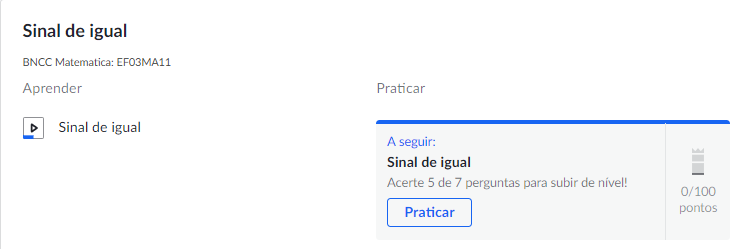 Sinal de igual
BNCC Matematica: EF03MA11
Aprender
Sinal de igual
Praticar
A seguir:
Sinal de igual
Acerte 5 de 7 perguntas para subir de nível!
Praticar
0/100
pontos